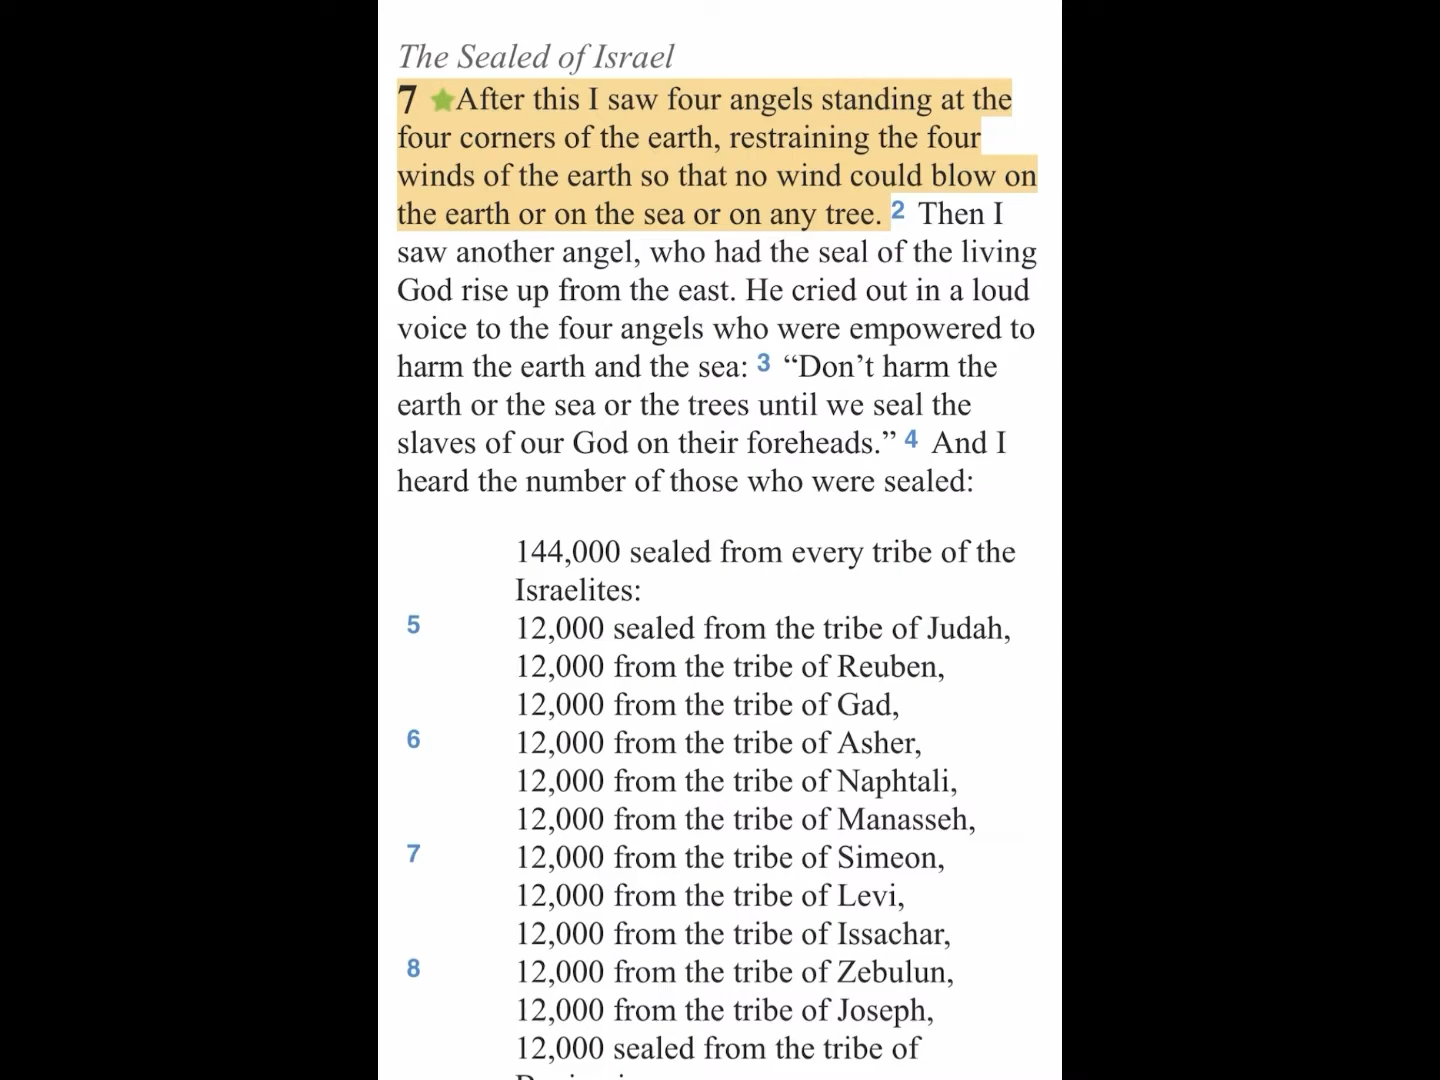 The Sealed of Israel
7 After this I saw four angels standing at the
four corners of the earth, restraining the four
winds of the earth so that no wind could blow on
the earth or on the sea or on any tree. 2 Then I
saw another angel, who had the seal of the living
God rise up from the east. He cried out in a loud
voice to the four angels who were empowered to
harm the earth and the sea: 3 “Don’t harm the
earth or the sea or the trees until we seal the
slaves of our God on their foreheads.” 4 And I
heard the number of those who were sealed:
144,000 sealed from every tribe of the
Israelites:
5 12,000 sealed from the tribe of Judah,
12,000 from the tribe of Reuben,
12,000 from the tribe of Gad,
6 12,000 from the tribe of Asher,
12,000 from the tribe of Naphtali,
12,000 from the tribe of Manasseh,
7 12,000 from the tribe of Simeon,
12,000 from the tribe of Levi,
12,000 from the tribe of Issachar,
8 12,000 from the tribe of Zebulun,
12,000 from the tribe of Joseph,
12,000 sealed from the tribe of